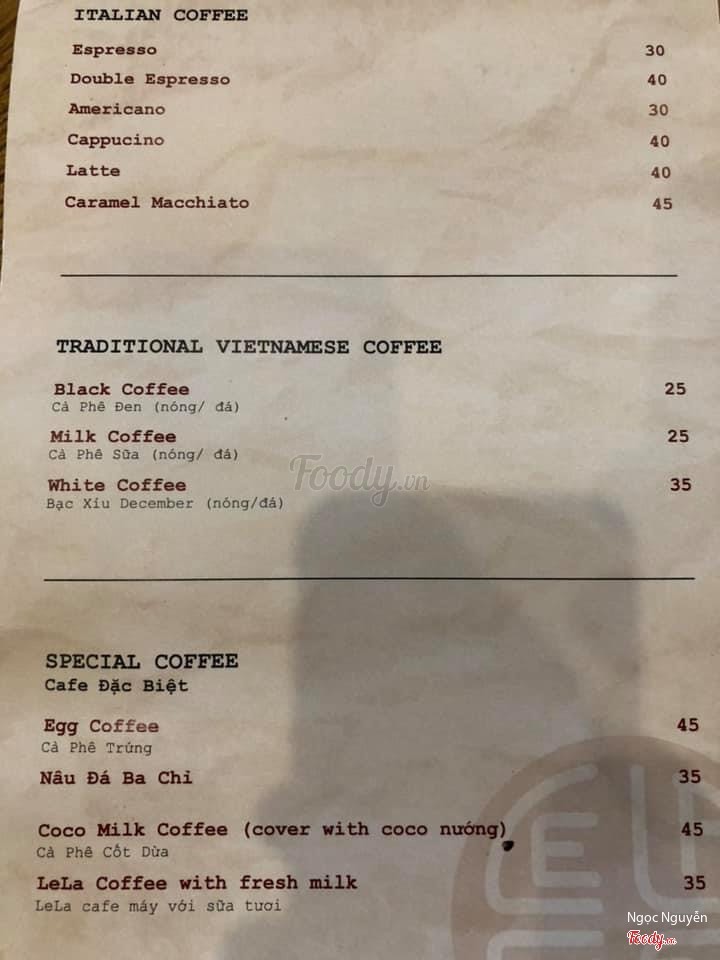 ITALIAN COFFEE
Espresso 30
Double Espresso 40
Americano 30
Cappucino 40
Latte 40
Caramel Macchiato 45
TRADITIONAL VIETNAMESE COFFEE
Black Coffee 25
Cà Phê Đen (nóng/ đá)
Milk Coffee 25
Cà Phê Sữa (nóng/ đá)
White Coffee 35
Bạc Xíu December (nóng/đá)
Foody.vn
SPECIAL COFFEE
Cafe Đặc Biệt
Egg Coffee 45
Cà Phê Trứng
Nâu Đá Ba Chi 35
Coco Milk Coffee (cover with coco nướng) 45
Cà Phê Cốt Dừa
LeLa Coffee with fresh milk 35
LeLa cafe máy với sữa tươi
Ngọc Nguyễn
Foody.vn